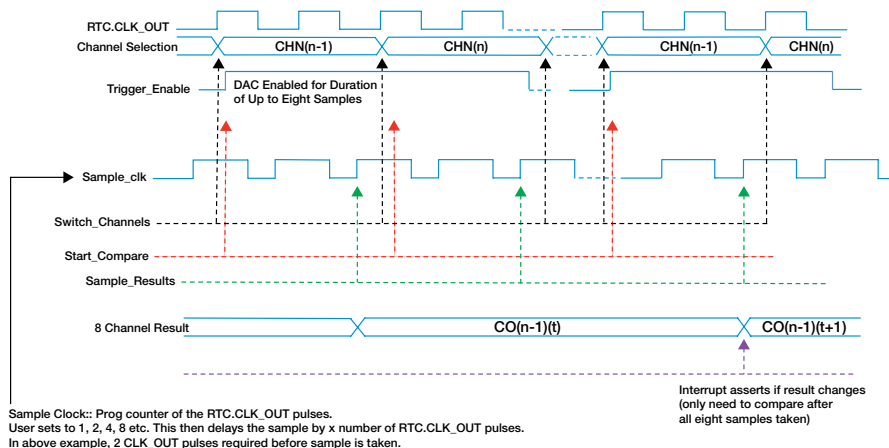 RTC.CLK_OUT
Channel Selection
CHN(n-1)
CHN(n)
CHN(n-1)
CHN(n)
Trigger_Enable
DAC Enabled for Duration
of Up to Eight Samples
Sample_clk
Switch_Channels
Start_Compare
Sample_Results
8 Channel Result
CO(n-1)(t)
CO(n-1)(t+1)
Interrupt asserts if result changes
(only need to compare after
all eight samples taken)
Sample Clock:: Prog counter of the RTC.CLK_OUT pulses.
User sets to 1, 2, 4, 8 etc. This then delays the sample by x number of RTC.CLK_OUT pulses.
In above example, 2 CLK_OUT pulses required before sample is taken.